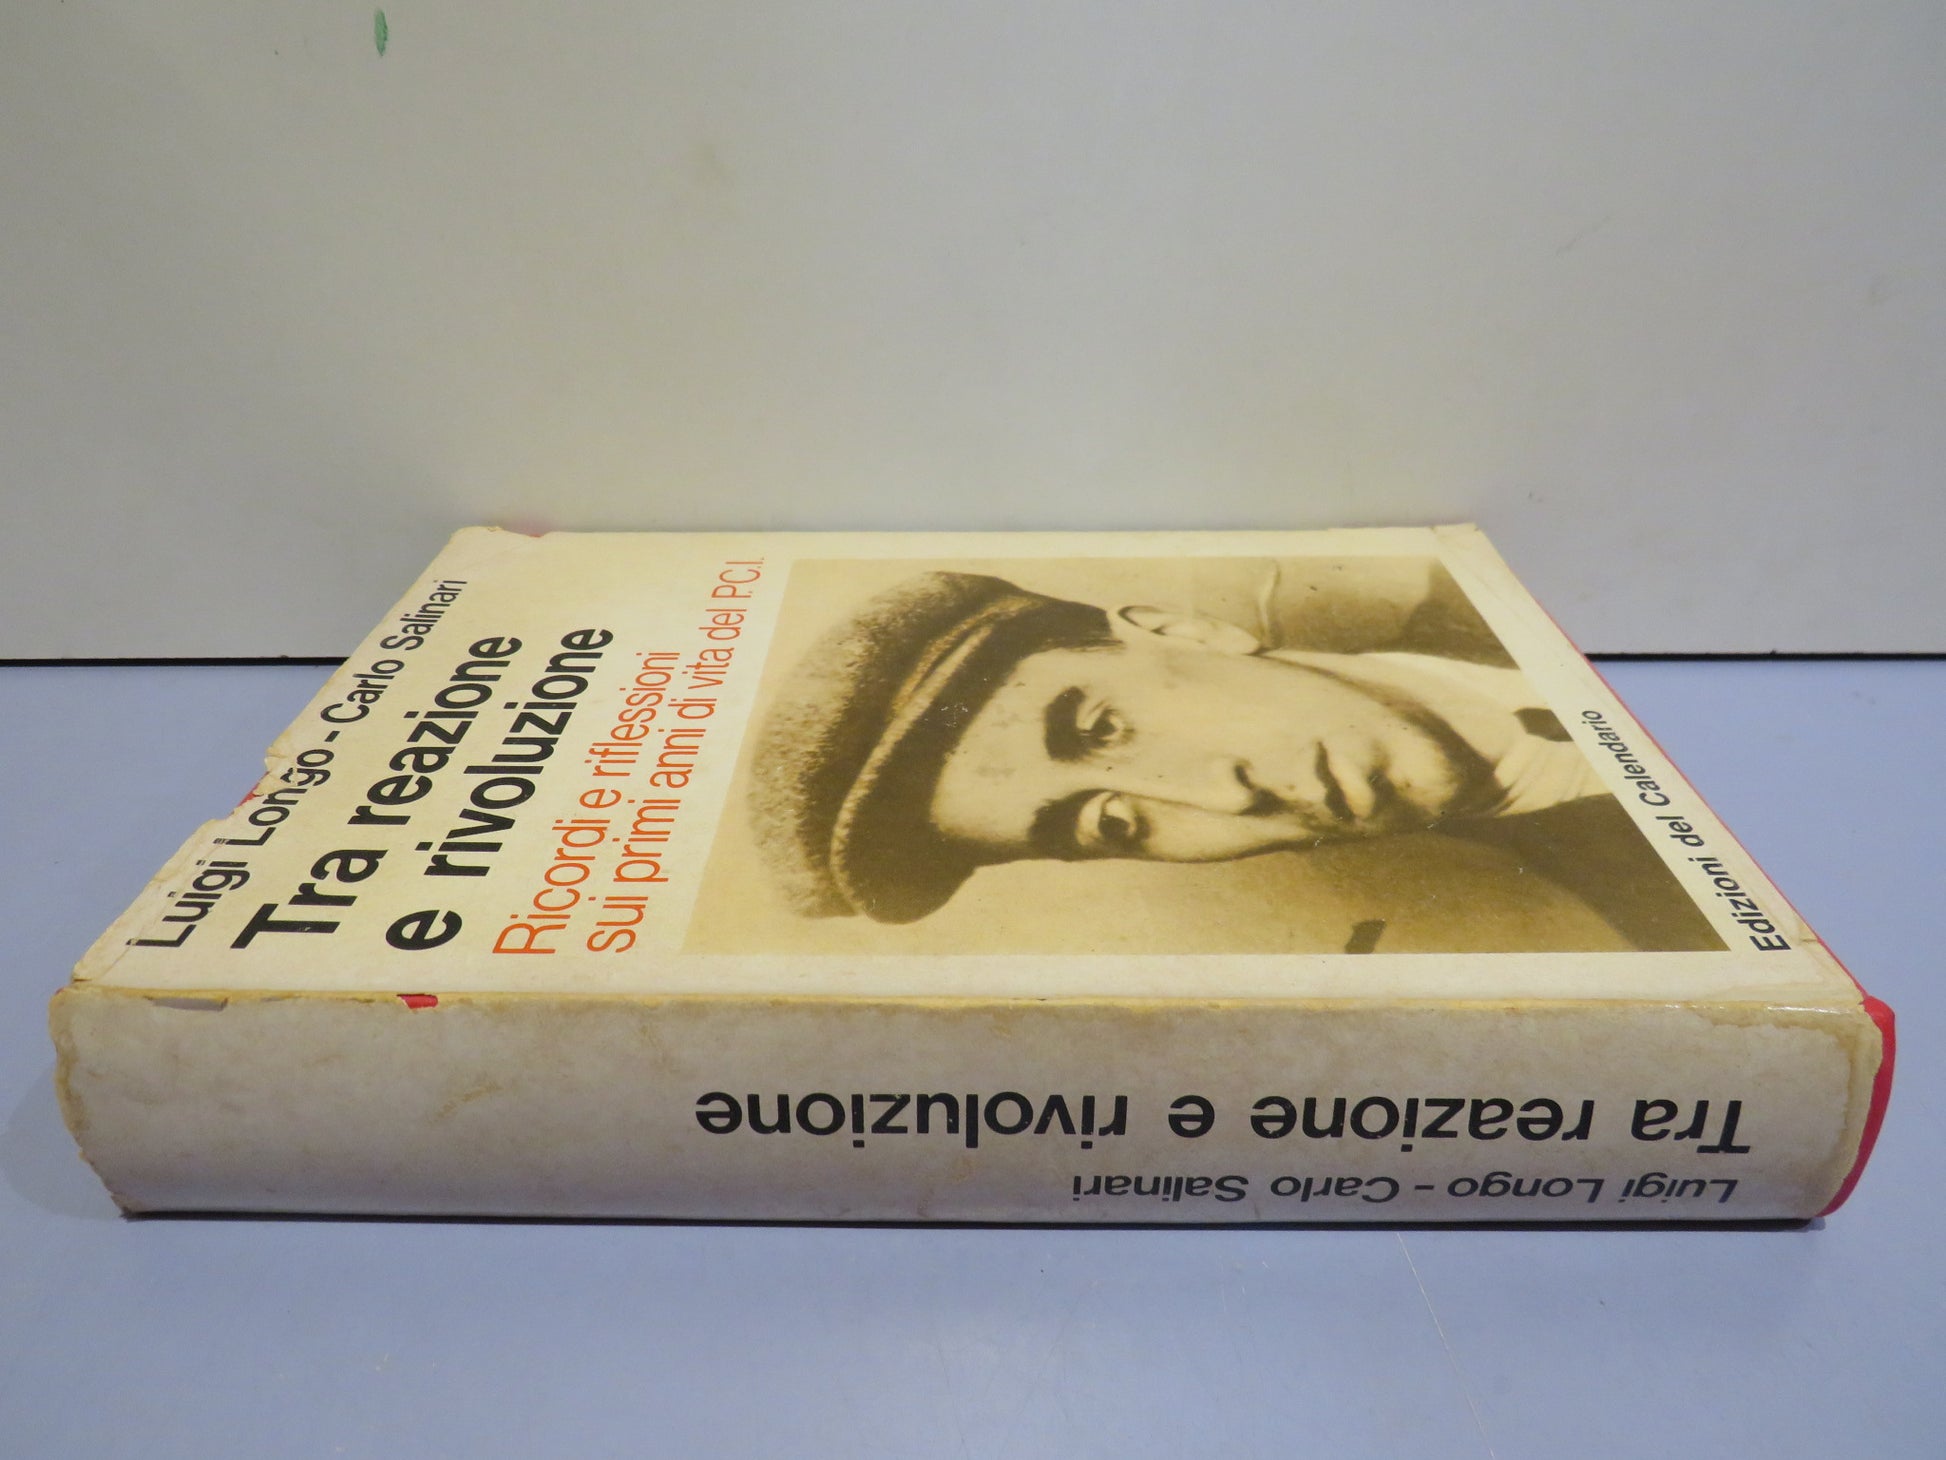 Luigi Longo - Carlo Salinari
Tra reazione
e rivoluzione
Ricordi e riflessioni
sui primi anni di vita del P.C.I.
Edizioni del Calendario
Luigi Longo - Carlo Salinari
Tra reazione e rivoluzione